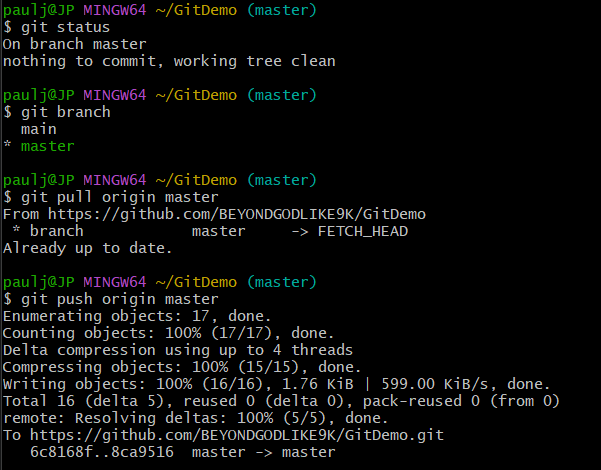 paulj@JP MINGW64 ~/GitDemo (master)
$ git status
On branch master
nothing to commit, working tree clean

paulj@JP MINGW64 ~/GitDemo (master)
$ git branch
  main
* master

paulj@JP MINGW64 ~/GitDemo (master)
$ git pull origin master
From https://github.com/BEYONDGODLIKE9K/GitDemo
 * branch            master     -> FETCH_HEAD
Already up to date.

paulj@JP MINGW64 ~/GitDemo (master)
$ git push origin master
Enumerating objects: 17, done.
Counting objects: 100% (17/17), done.
Delta compression using up to 4 threads
Compressing objects: 100% (15/15), done.
Writing objects: 100% (16/16), 1.76 KiB | 599.00 KiB/s, done.
Total 16 (delta 5), reused 0 (delta 0), pack-reused 0 (from 0)
remote: Resolving deltas: 100% (5/5), done.
To https://github.com/BEYONDGODLIKE9K/GitDemo.git
   6c8168f..8ca9516  master -> master